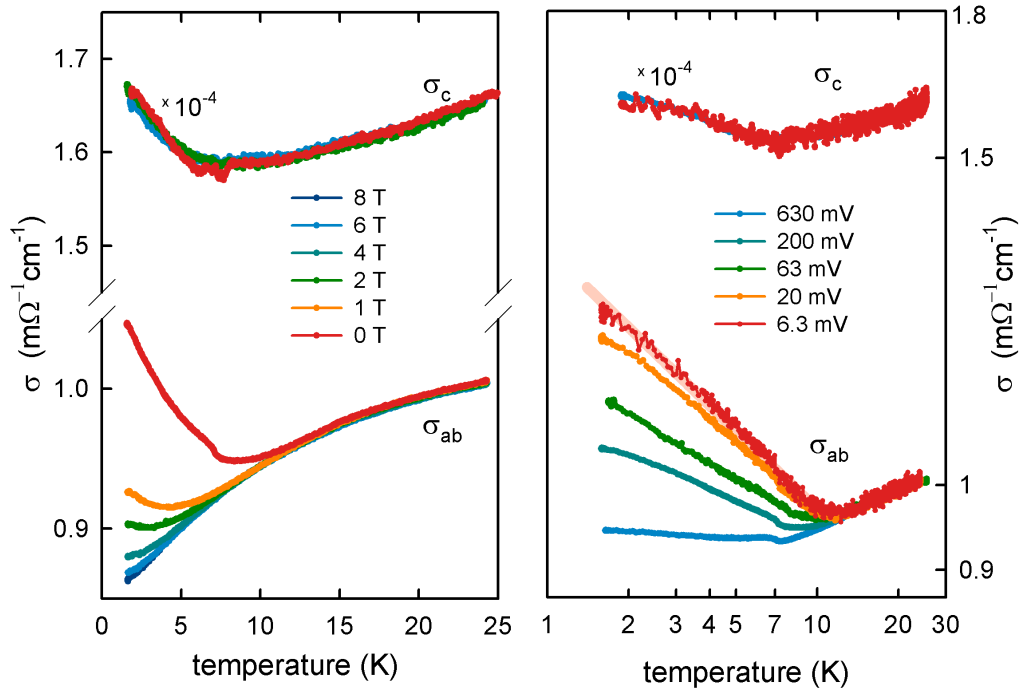 1.7
1.6
1.5
1.0
0.9
σ (mΩ⁻¹cm⁻¹)
× 10⁻⁴
σc
8 T
6 T
4 T
2 T
1 T
0 T
σab
0 5 10 15 20 25
temperature (K)
1.8
1.5
1
0.9
σ (mΩ⁻¹cm⁻¹)
× 10⁻⁴
σc
630 mV
200 mV
63 mV
20 mV
6.3 mV
σab
1 2 3 4 5 7 10 20 30
temperature (K)